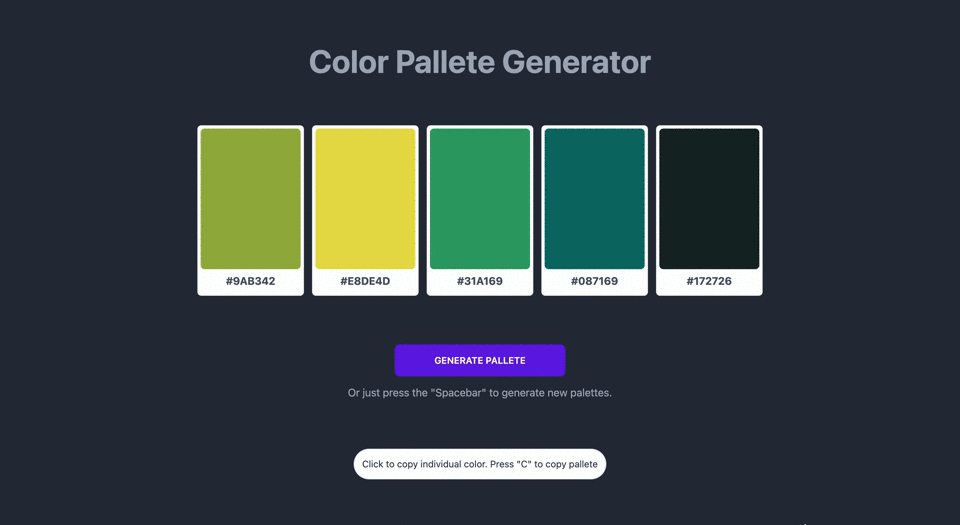 Color Pallete Generator
#9AB342
#E8DE4D
#31A169
#087169
#172726
GENERATE PALLETE
Or just press the "Spacebar" to generate new palettes.
Click to copy individual color. Press "C" to copy pallete